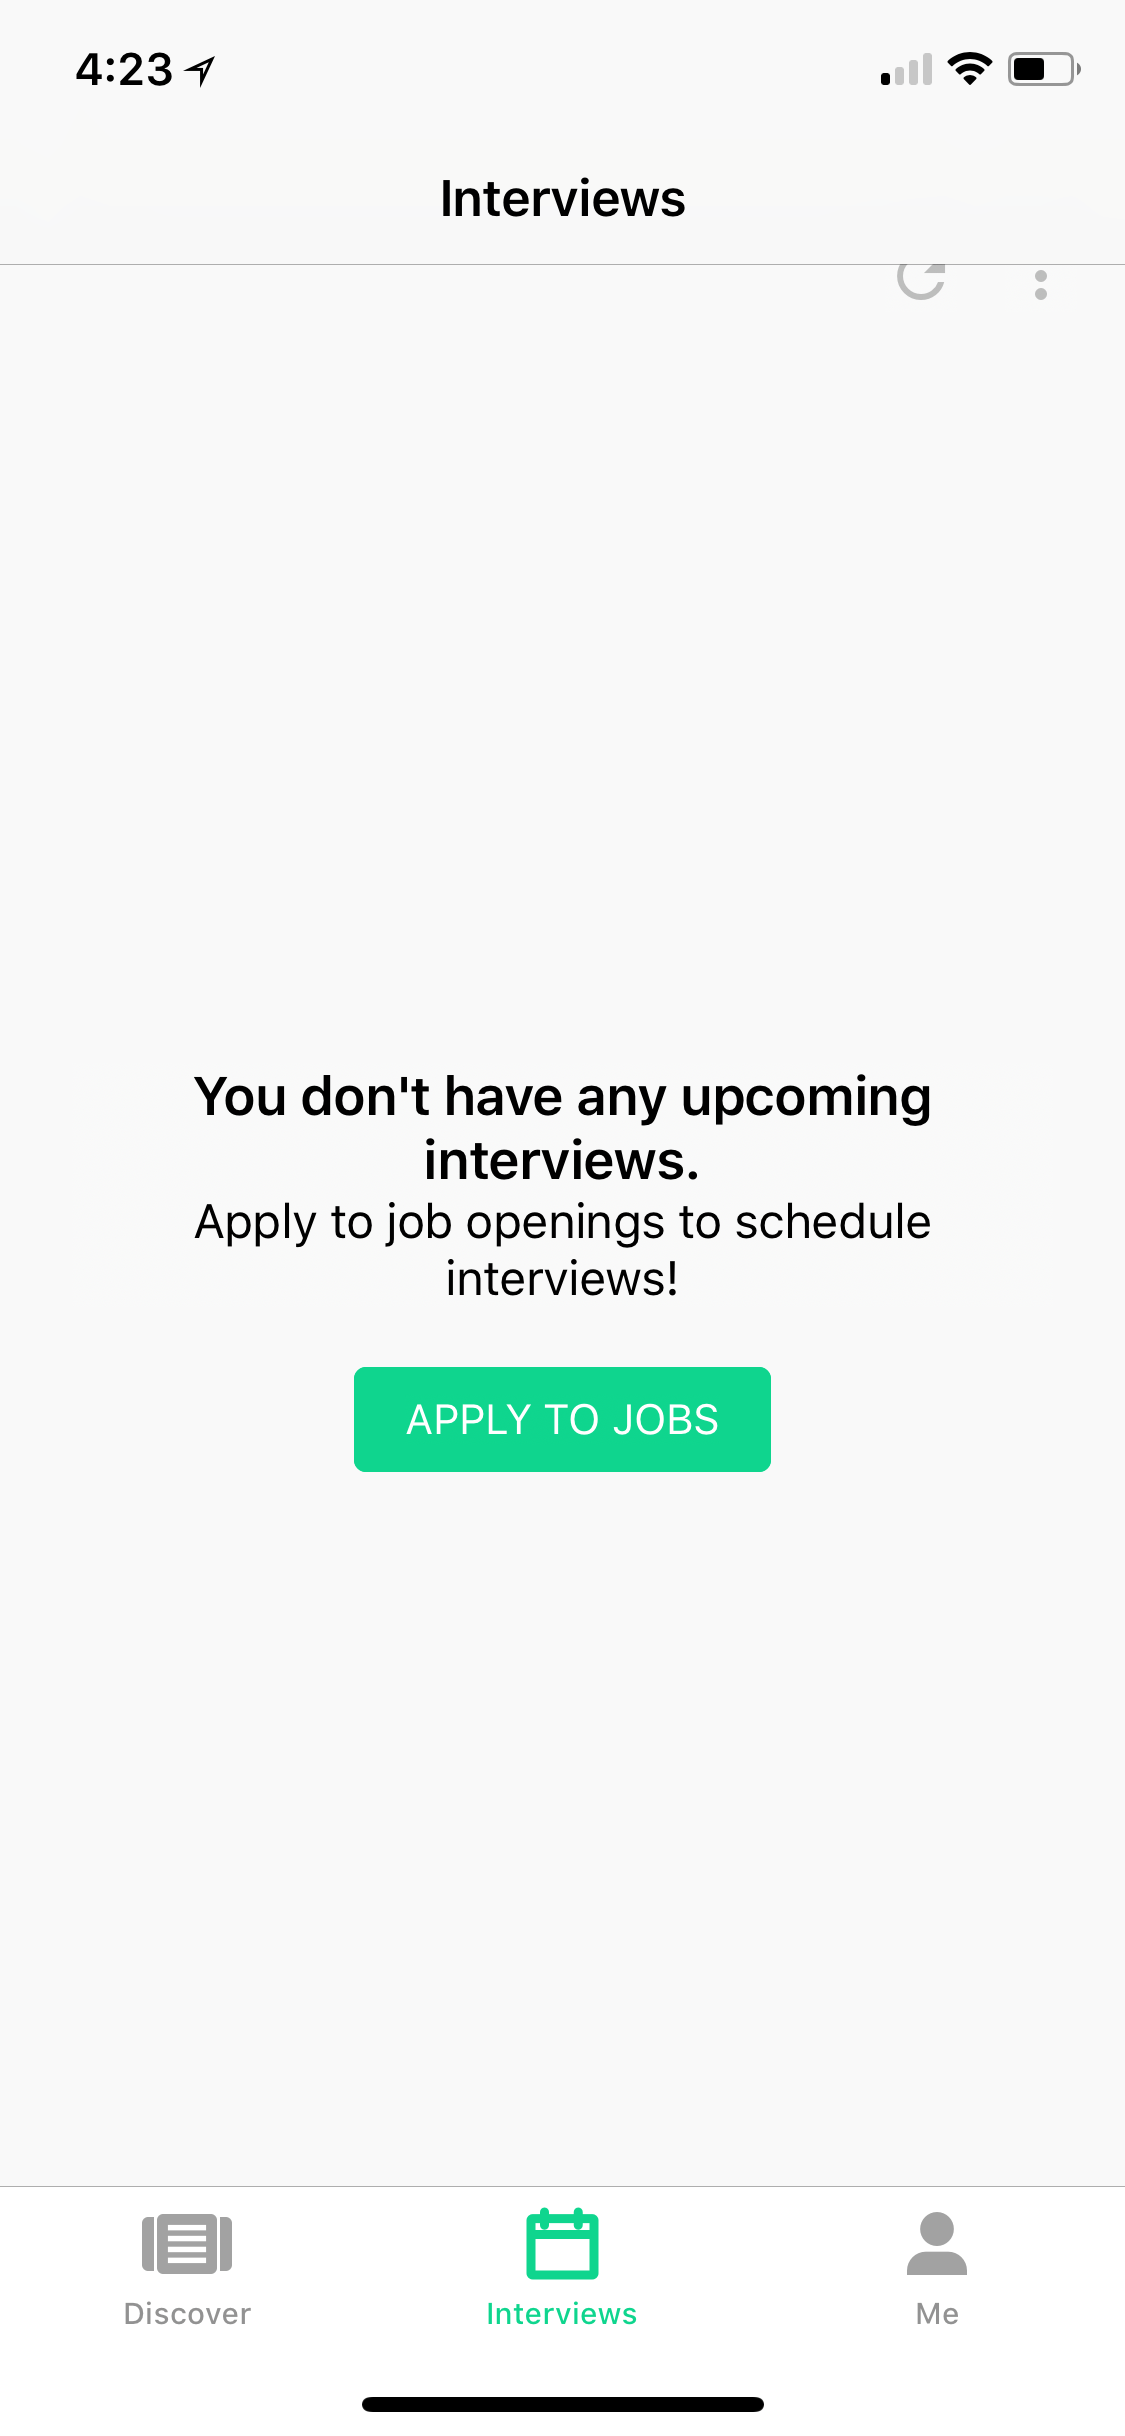 4:23
Interviews
You don't have any upcoming
interviews.
Apply to job openings to schedule
interviews!
APPLY TO JOBS
Discover
Interviews
Me